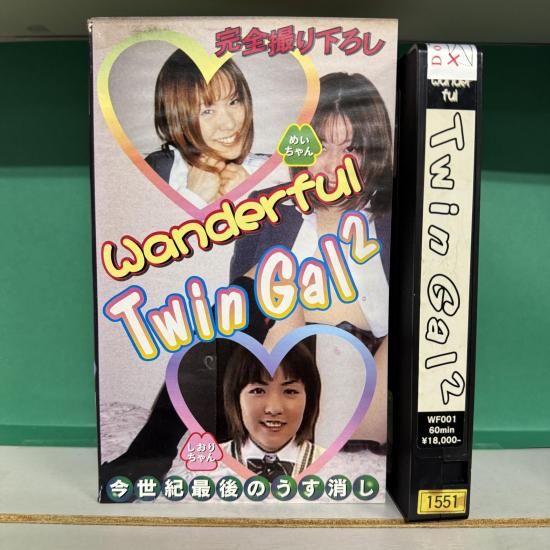 完全撮り下ろし
めい
ちゃん
wanderful
Twin Gal2
しおり
ちゃん
今世紀最後のうす消し
wander
ful
Twin Gal2
WF001
60min
¥18,000-
1551